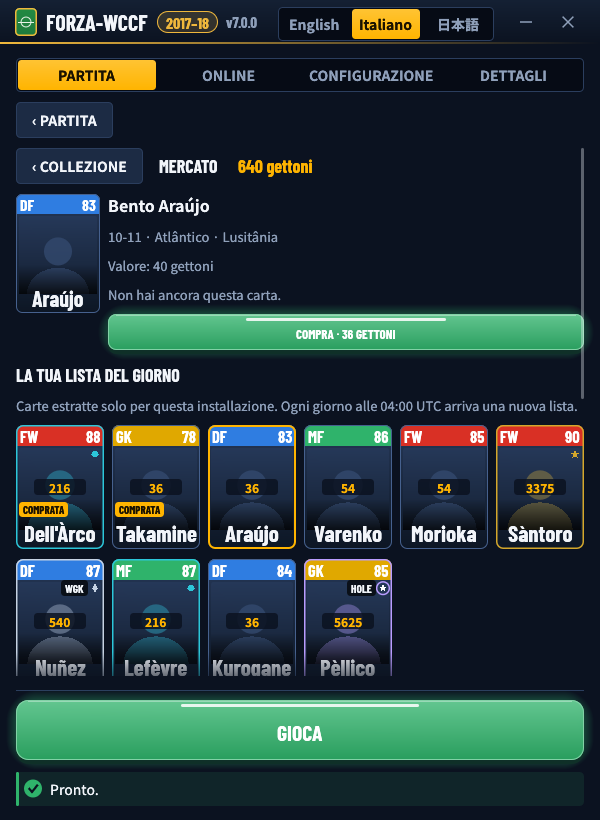 FORZA-WCCF 2017-18 v7.0.0 English Italiano 日本語
PARTITA ONLINE CONFIGURAZIONE DETTAGLI
‹ PARTITA
‹ COLLEZIONE MERCATO 640 gettoni
DF 83
Araújo
Bento Araújo
10-11 · Atlântico · Lusitânia
Valore: 40 gettoni
Non hai ancora questa carta.
COMPRA · 36 GETTONI
LA TUA LISTA DEL GIORNO
Carte estratte solo per questa installazione. Ogni giorno alle 04:00 UTC arriva una nuova lista.
FW 88 GK 78 DF 83 MF 86 FW 85 FW 90
216 36 36 54 54 3375
COMPRATA COMPRATA
Dell'Àrco Takamine Araújo Varenko Morioka Sàntoro
DF 87 MF 87 DF 84 GK 85
WGK HOLE
540 216 36 5625
Nuñez Lefèvre Kurogane Pèllico
GIOCA
Pronto.